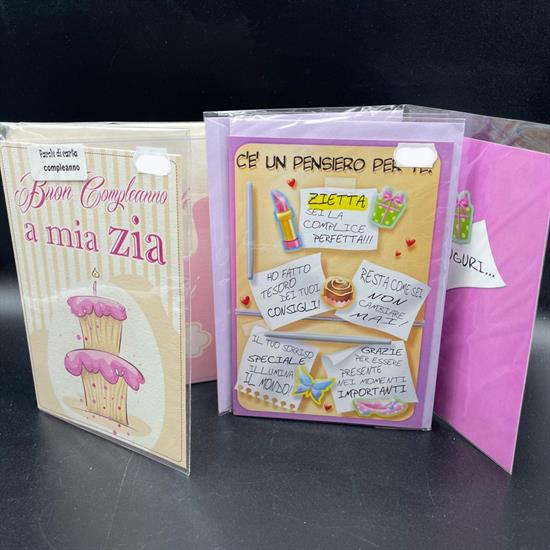 Parole di carta
compleanno
Buon Compleanno
a mia zia
C'E' UN PENSIERO PER TE!
ZIETTA
SEI LA
COMPLICE
PERFETTA!!!
HO FATTO
TESORO
DEI TUOI
CONSIGLI!
RESTA COME SEI
NON
CAMBIARE
MAI!
IL TUO SORRISO
SPECIALE
ILLUMINA
IL MONDO!
GRAZIE
PER ESSERE
PRESENTE
NEI MOMENTI
IMPORTANTI
UGURI...